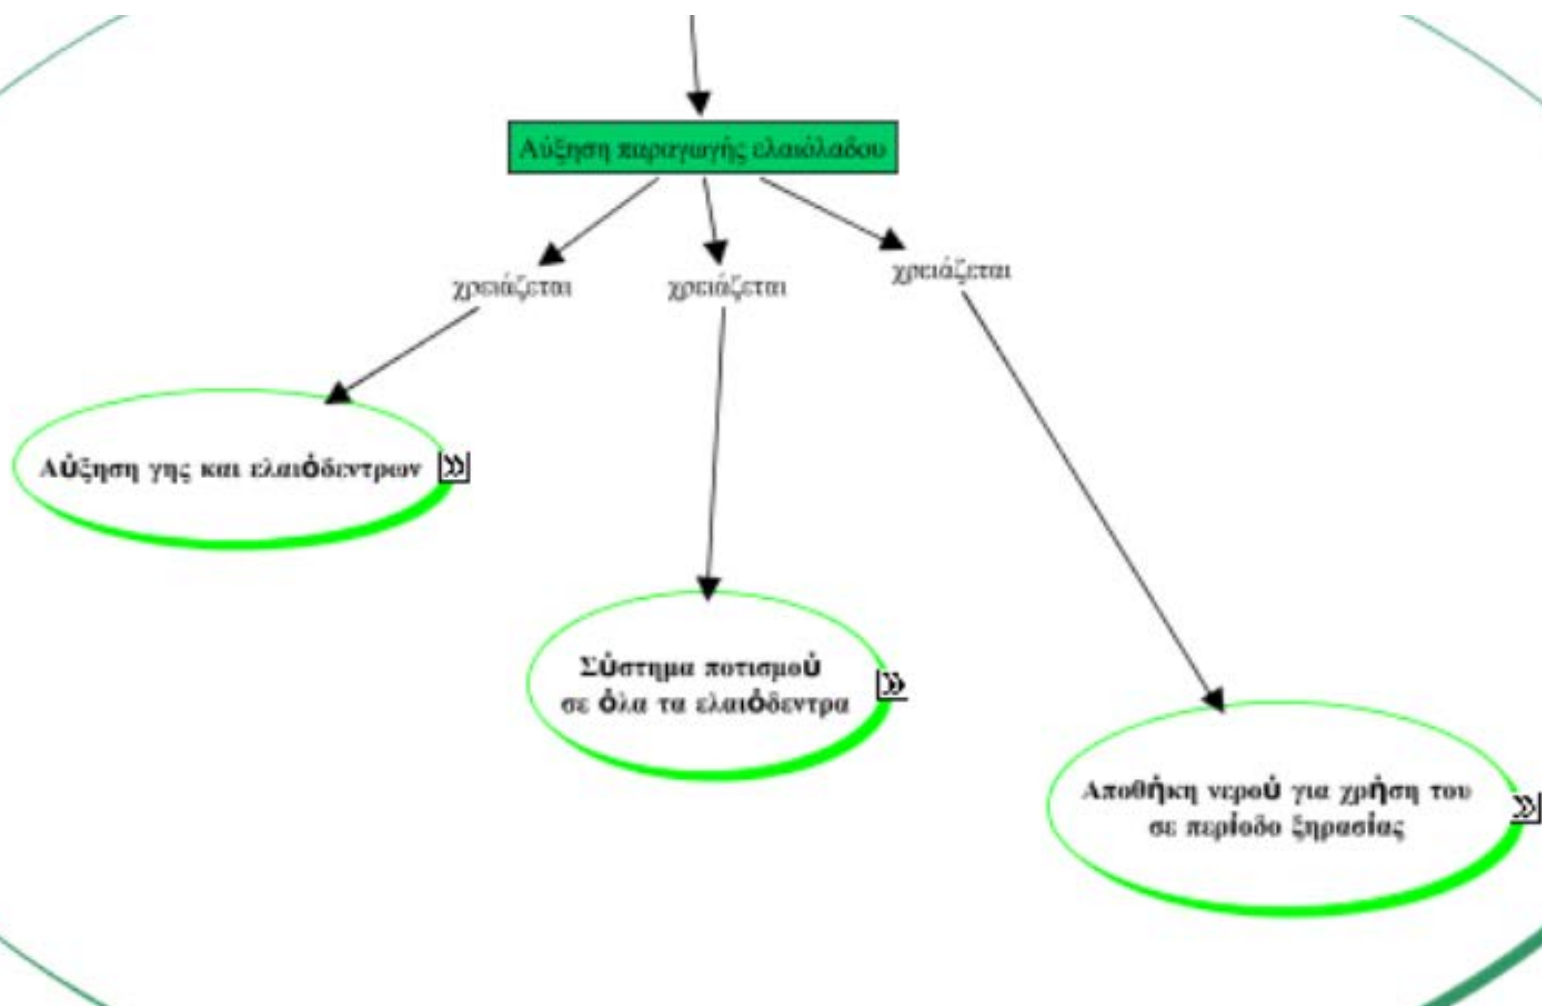 Αύξηση παραγωγής ελαιόλαδου
χρειάζεται
χρειάζεται
χρειάζεται
Αύξηση γης και ελαιόδεντρων
Σύστημα ποτισμού
σε όλα τα ελαιόδεντρα
Αποθήκη νερού για χρήση του
σε περίοδο ξηρασίας